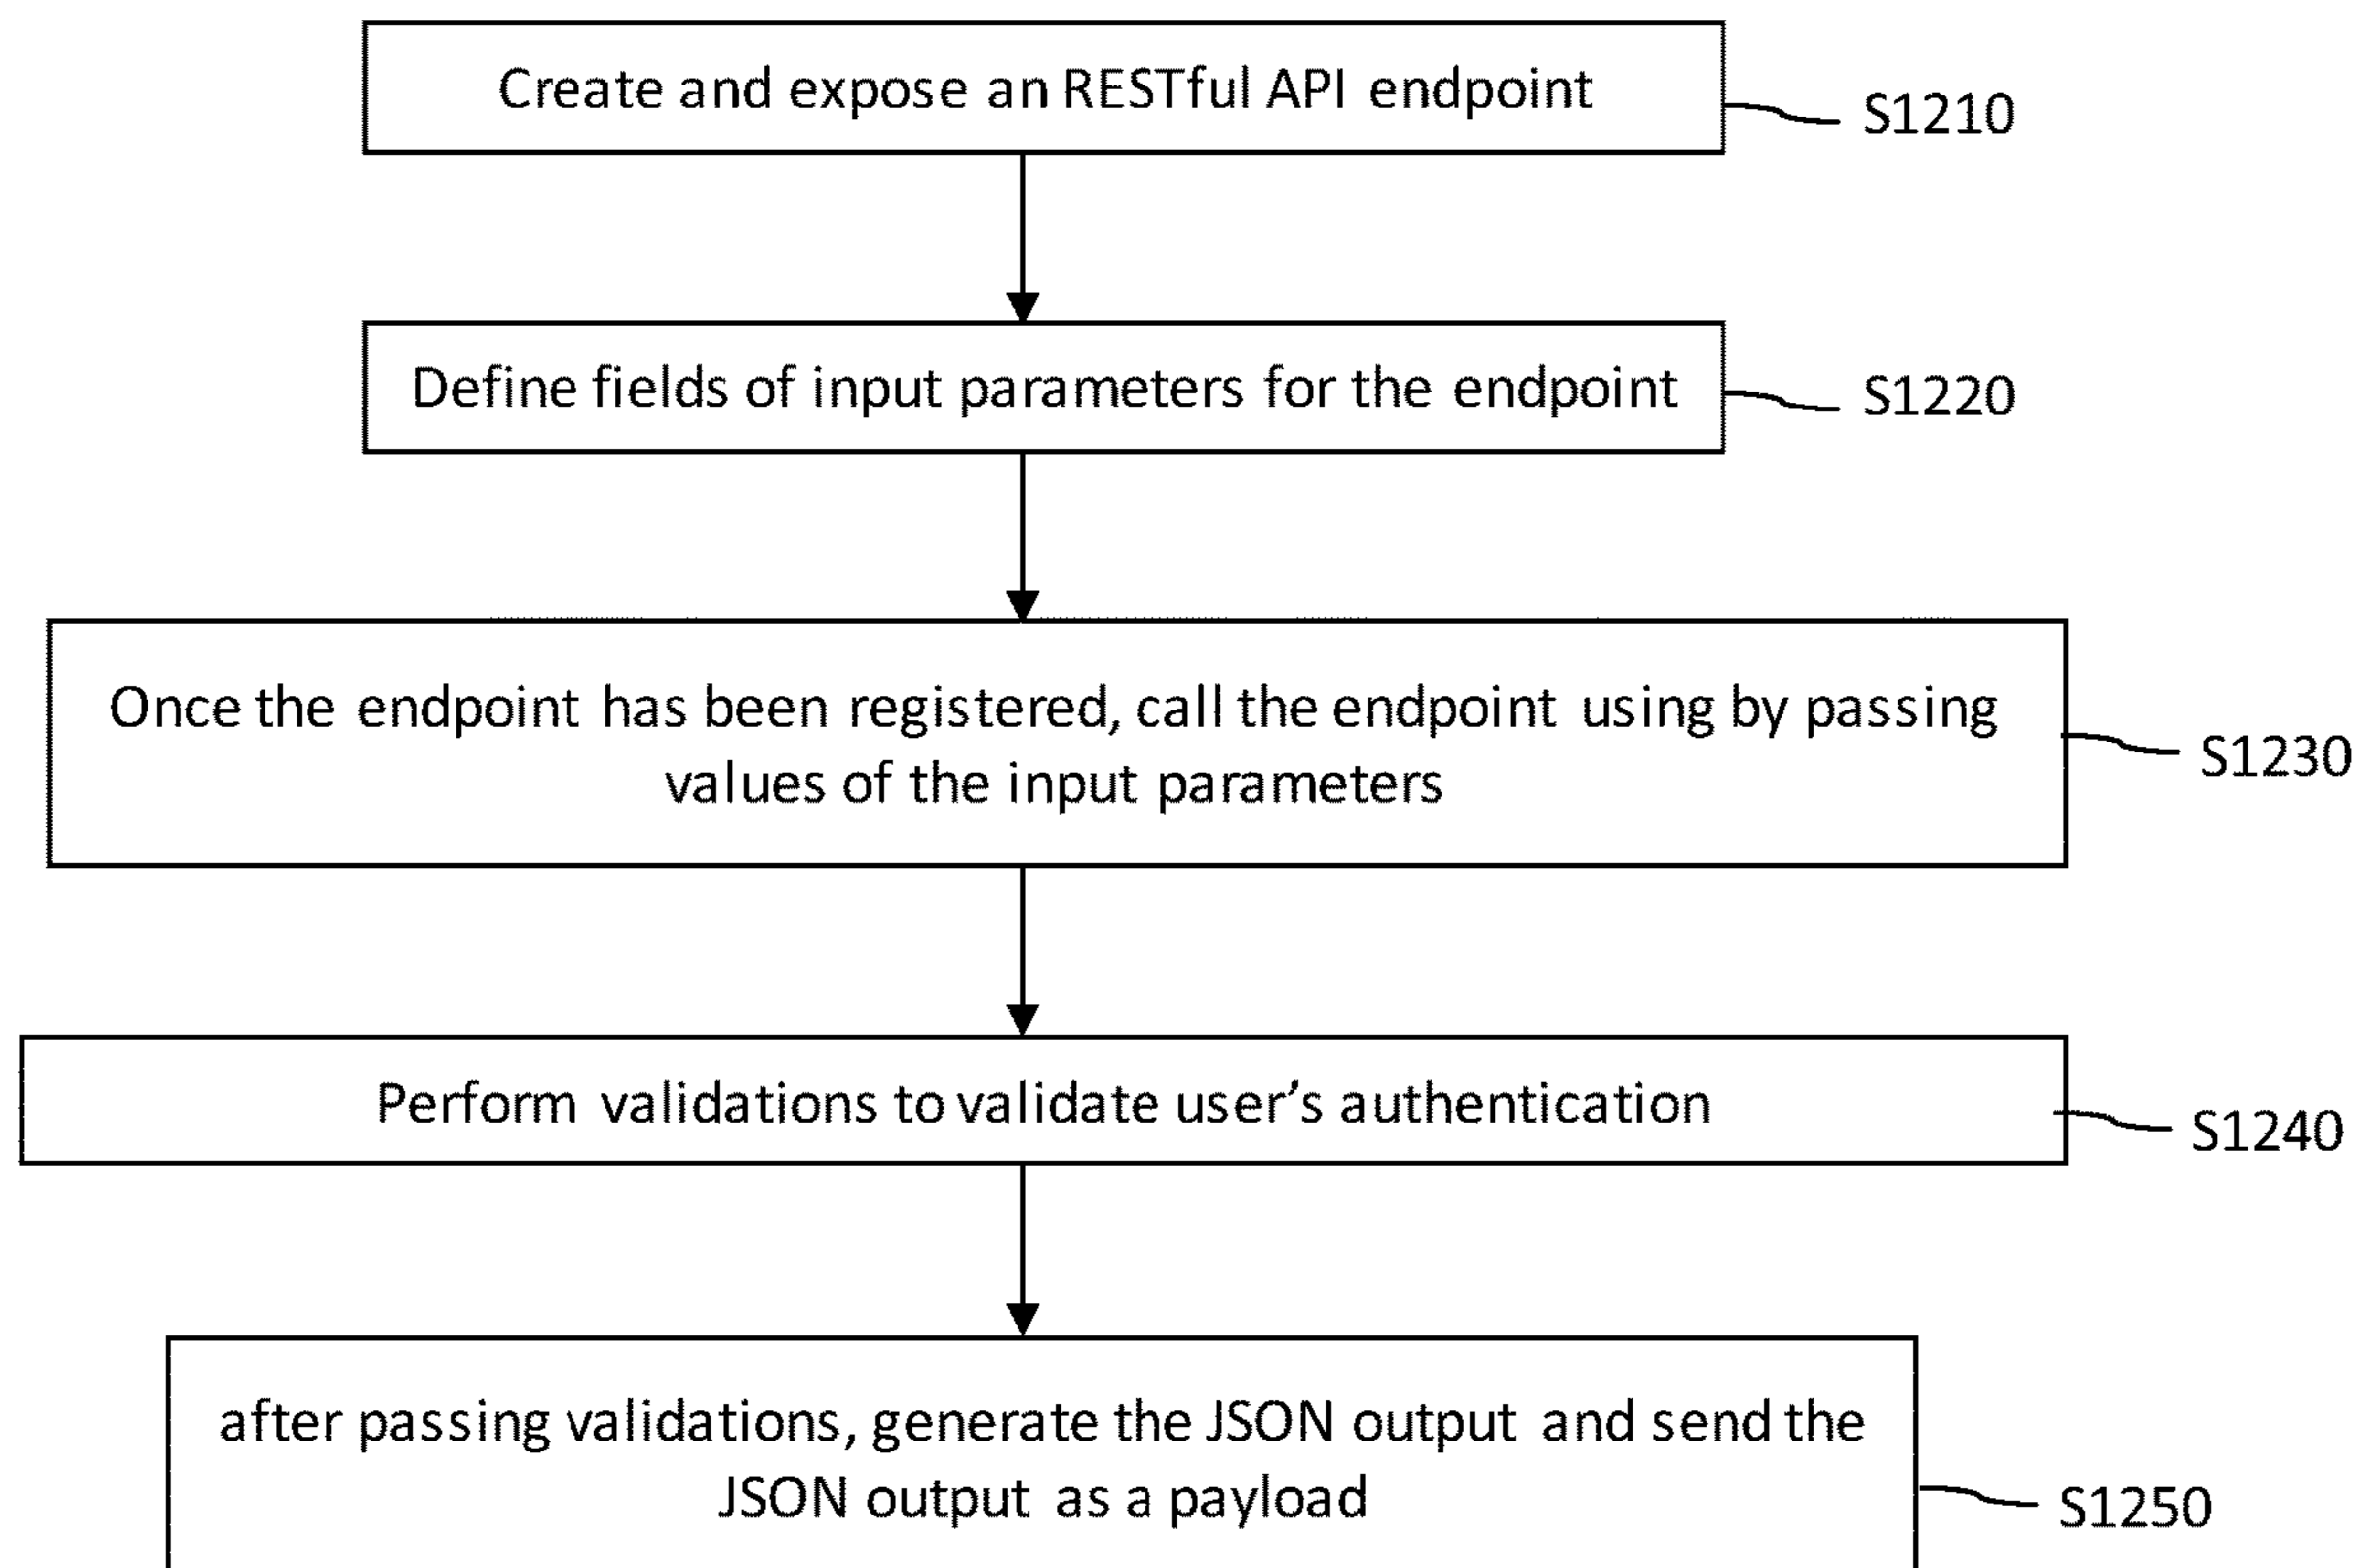 Create and expose an RESTful API endpoint
S1210
Define fields of input parameters for the endpoint
S1220
Once the endpoint has been registered, call the endpoint using by passing
values of the input parameters
S1230
Perform validations to validate user’s authentication
S1240
after passing validations, generate the JSON output and send the
JSON output as a payload
S1250